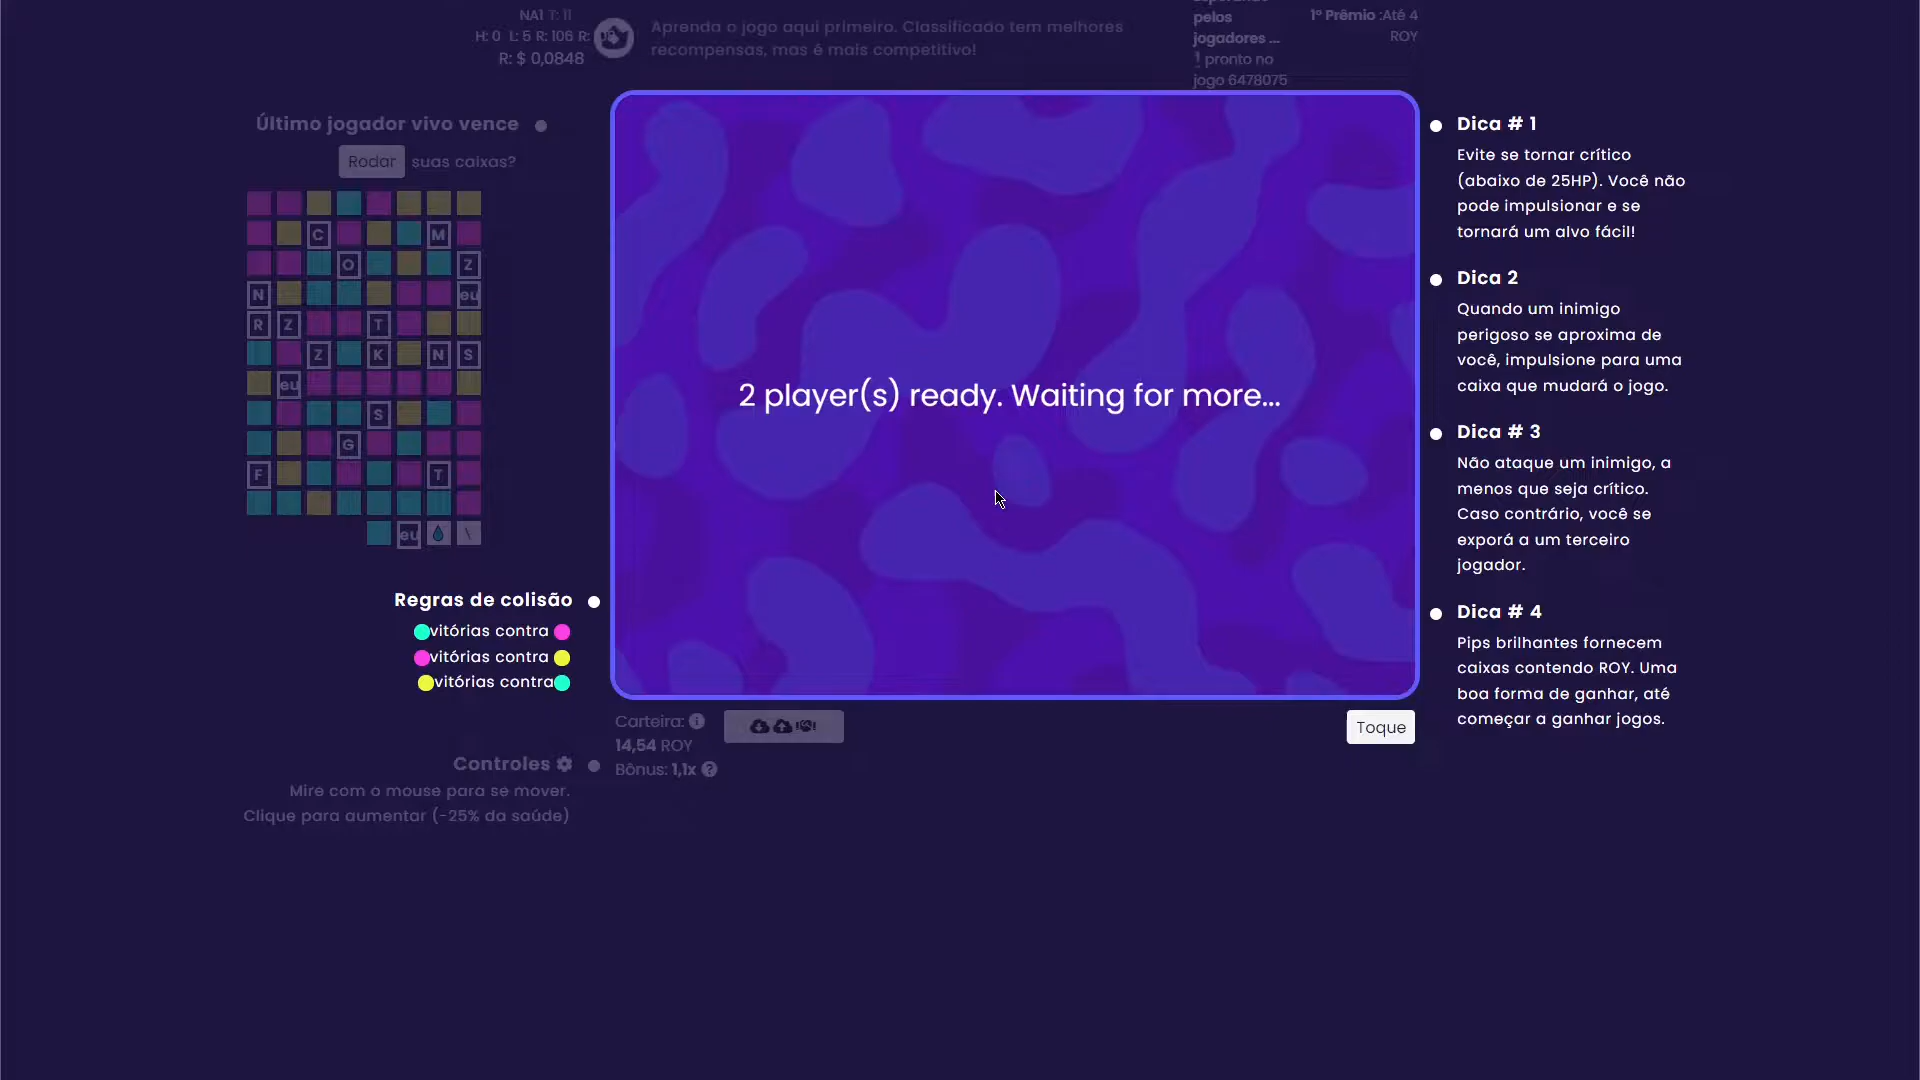 NA1 T: 11
H: 0 L: 5 R: 106 R:
R: $ 0,0848
Aprenda o jogo aqui primeiro. Classificado tem melhores
recompensas, mas é mais competitivo!
pelos
jogadores ...
1 pronto no
jogo 6478075
1º Prêmio :Até 4
ROY
Último jogador vivo vence
Rodar suas caixas?
C M
O Z
N eu
R Z T
Z K N S
eu
S
G
F T
eu \
Regras de colisão
vitórias contra
vitórias contra
vitórias contra
Controles
Mire com o mouse para se mover.
Clique para aumentar (-25% da saúde)
2 player(s) ready. Waiting for more...
Carteira:
14,54 ROY
Bônus: 1,1x ?
Toque
Dica # 1
Evite se tornar crítico
(abaixo de 25HP). Você não
pode impulsionar e se
tornará um alvo fácil!
Dica 2
Quando um inimigo
perigoso se aproxima de
você, impulsione para uma
caixa que mudará o jogo.
Dica # 3
Não ataque um inimigo, a
menos que seja crítico.
Caso contrário, você se
exporá a um terceiro
jogador.
Dica # 4
Pips brilhantes fornecem
caixas contendo ROY. Uma
boa forma de ganhar, até
começar a ganhar jogos.